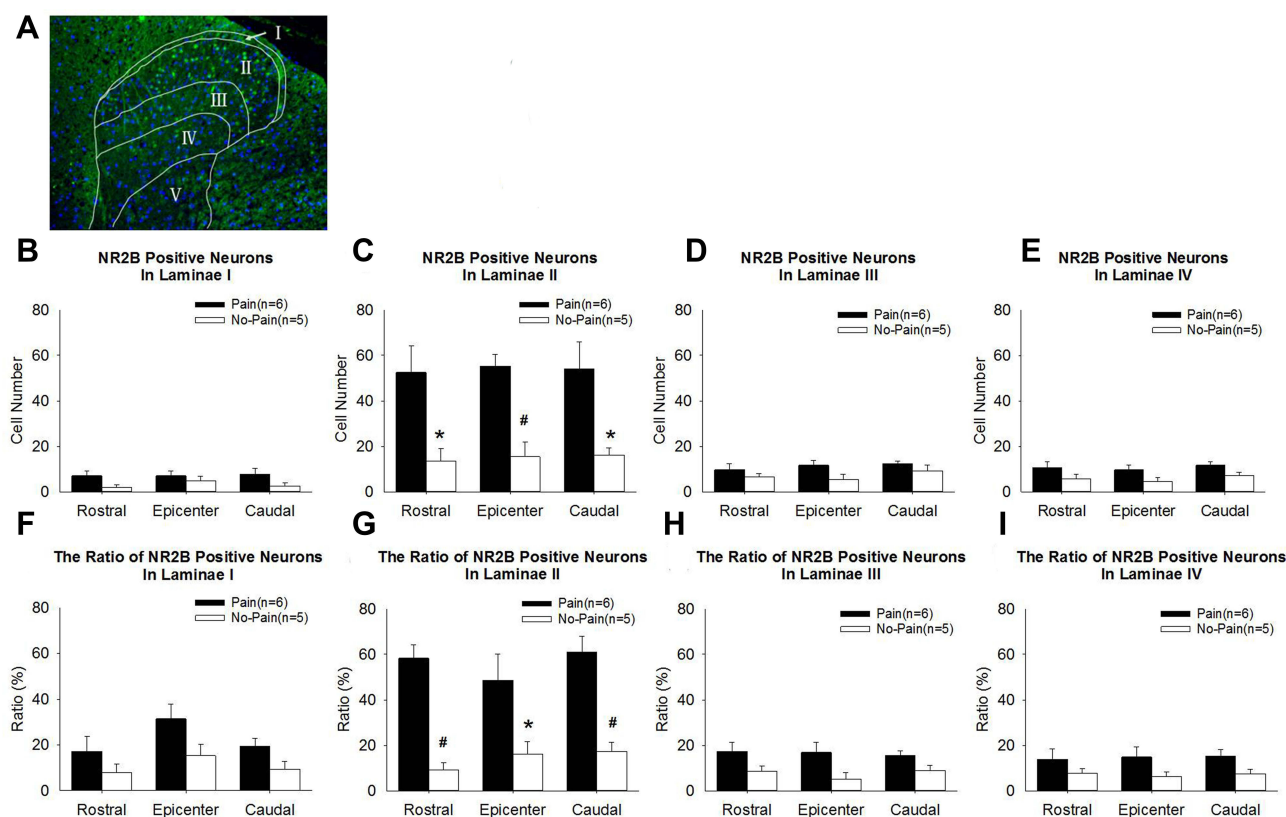 A
I
II
III
IV
V
B
NR2B Positive Neurons
In Laminae I
Pain(n=6)
No-Pain(n=5)
Cell Number
80
60
40
20
0
Rostral
Epicenter
Caudal
C
NR2B Positive Neurons
In Laminae II
Pain(n=6)
No-Pain(n=5)
Cell Number
80
60
40
20
0
*
#
*
Rostral
Epicenter
Caudal
D
NR2B Positive Neurons
In Laminae III
Pain(n=6)
No-Pain(n=5)
Cell Number
80
60
40
20
0
Rostral
Epicenter
Caudal
E
NR2B Positive Neurons
In Laminae IV
Pain(n=6)
No-Pain(n=5)
Cell Number
80
60
40
20
0
Rostral
Epicenter
Caudal
F
The Ratio of NR2B Positive Neurons
In Laminae I
Pain(n=6)
No-Pain(n=5)
Ratio (%)
80
60
40
20
0
Rostral
Epicenter
Caudal
G
The Ratio of NR2B Positive Neurons
In Laminae II
Pain(n=6)
No-Pain(n=5)
Ratio (%)
80
60
40
20
0
#
*
#
Rostral
Epicenter
Caudal
H
The Ratio of NR2B Positive Neurons
In Laminae III
Pain(n=6)
No-Pain(n=5)
Ratio (%)
80
60
40
20
0
Rostral
Epicenter
Caudal
I
The Ratio of NR2B Positive Neurons
In Laminae IV
Pain(n=6)
No-Pain(n=5)
Ratio (%)
80
60
40
20
0
Rostral
Epicenter
Caudal